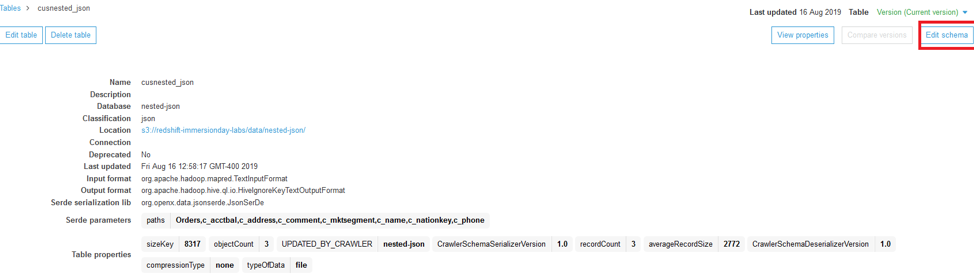 Tables > cusnested_json
Last updated 16 Aug 2019 Table Version (Current version)
Edit table Delete table View properties Compare versions Edit schema
Name cusnested_json
Description
Database nested-json
Classification json
Location s3://redshift-immersionday-labs/data/nested-json/
Connection
Deprecated No
Last updated Fri Aug 16 12:58:17 GMT-400 2019
Input format org.apache.hadoop.mapred.TextInputFormat
Output format org.apache.hadoop.hive.ql.io.HiveIgnoreKeyTextOutputFormat
Serde serialization lib org.openx.data.jsonserde.JsonSerDe
Serde parameters paths Orders,c_acctbal,c_address,c_comment,c_mktsegment,c_name,c_nationkey,c_phone
sizeKey 8317 objectCount 3 UPDATED_BY_CRAWLER nested-json CrawlerSchemaSerializerVersion 1.0 recordCount 3 averageRecordSize 2772 CrawlerSchemaDeserializerVersion 1.0
Table properties
compressionType none typeOfData file